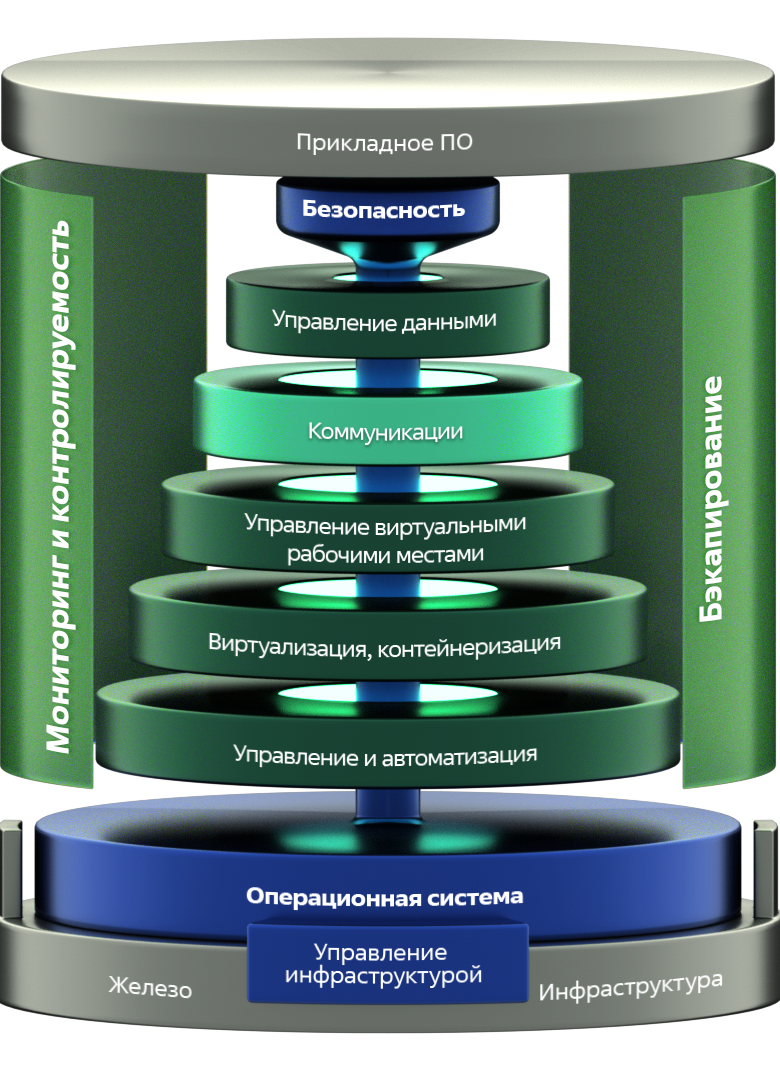 Прикладное ПО
Безопасность
Мониторинг и контролируемость
Управление данными
Коммуникации
Бэкапирование
Управление виртуальными
рабочими местами
Виртуализация, контейнеризация
Управление и автоматизация
Операционная система
Управление
инфраструктурой
Железо
Инфраструктура